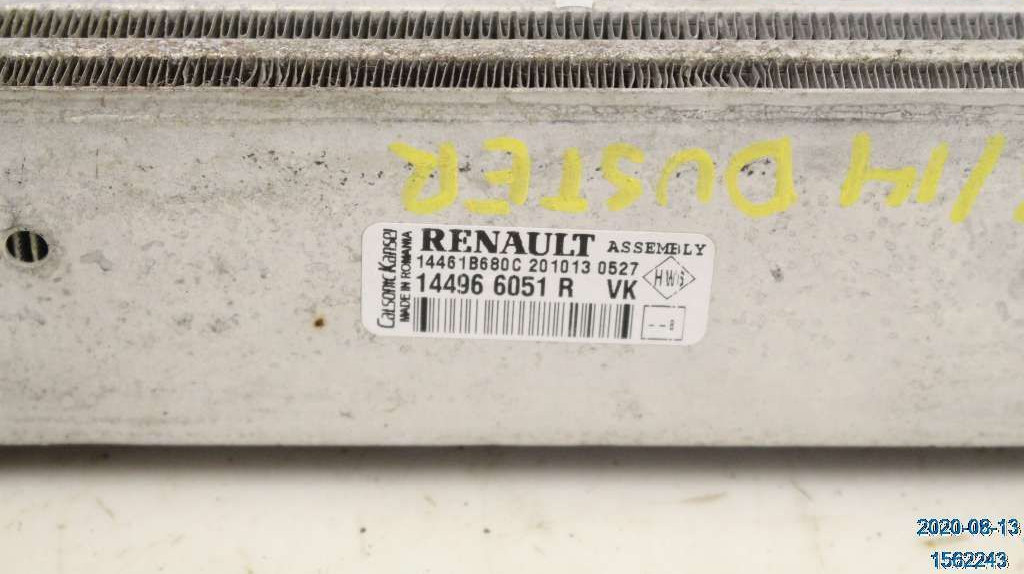 /14 DUSTER
RENAULT ASSEMBLY
14461B680C 201013 0527
14496 6051 R VK
HW6
Calsonic Kansei
MADE IN ROMANIA
2020-08-13
1562243